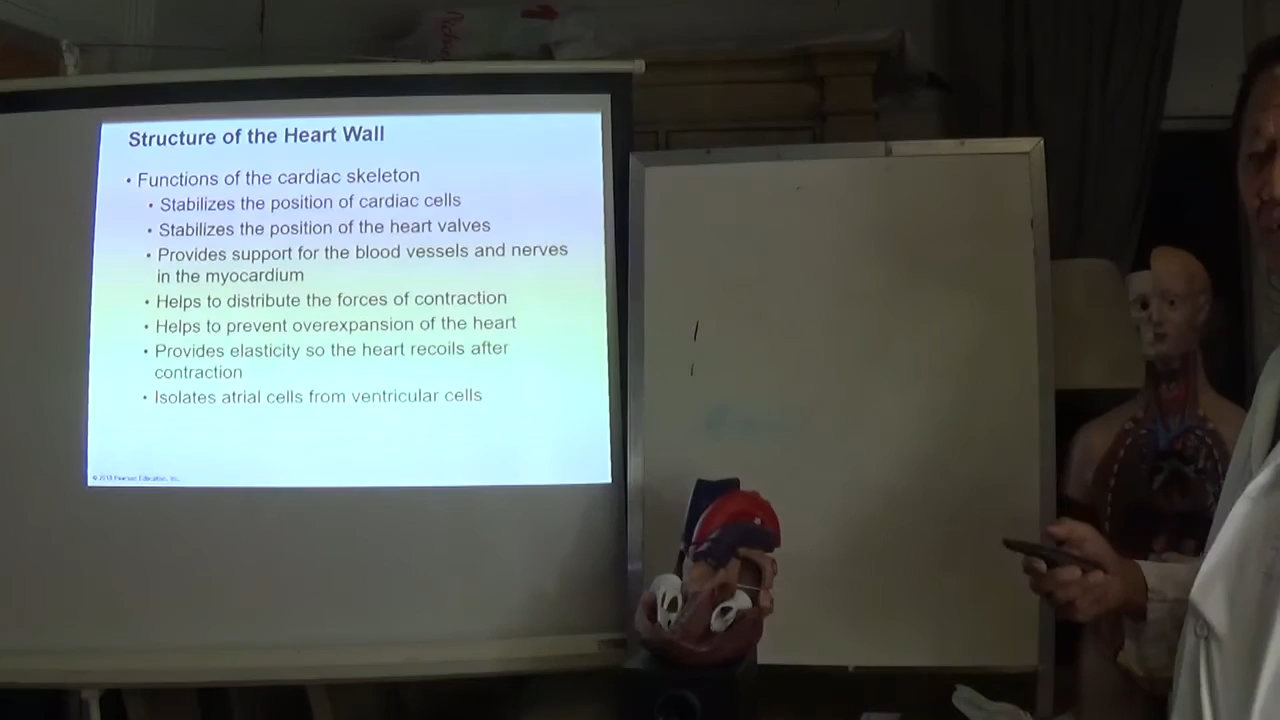 Structure of the Heart Wall
• Functions of the cardiac skeleton
• Stabilizes the position of cardiac cells
• Stabilizes the position of the heart valves
• Provides support for the blood vessels and nerves
in the myocardium
• Helps to distribute the forces of contraction
• Helps to prevent overexpansion of the heart
• Provides elasticity so the heart recoils after
contraction
• Isolates atrial cells from ventricular cells
Pearson Education, Inc.